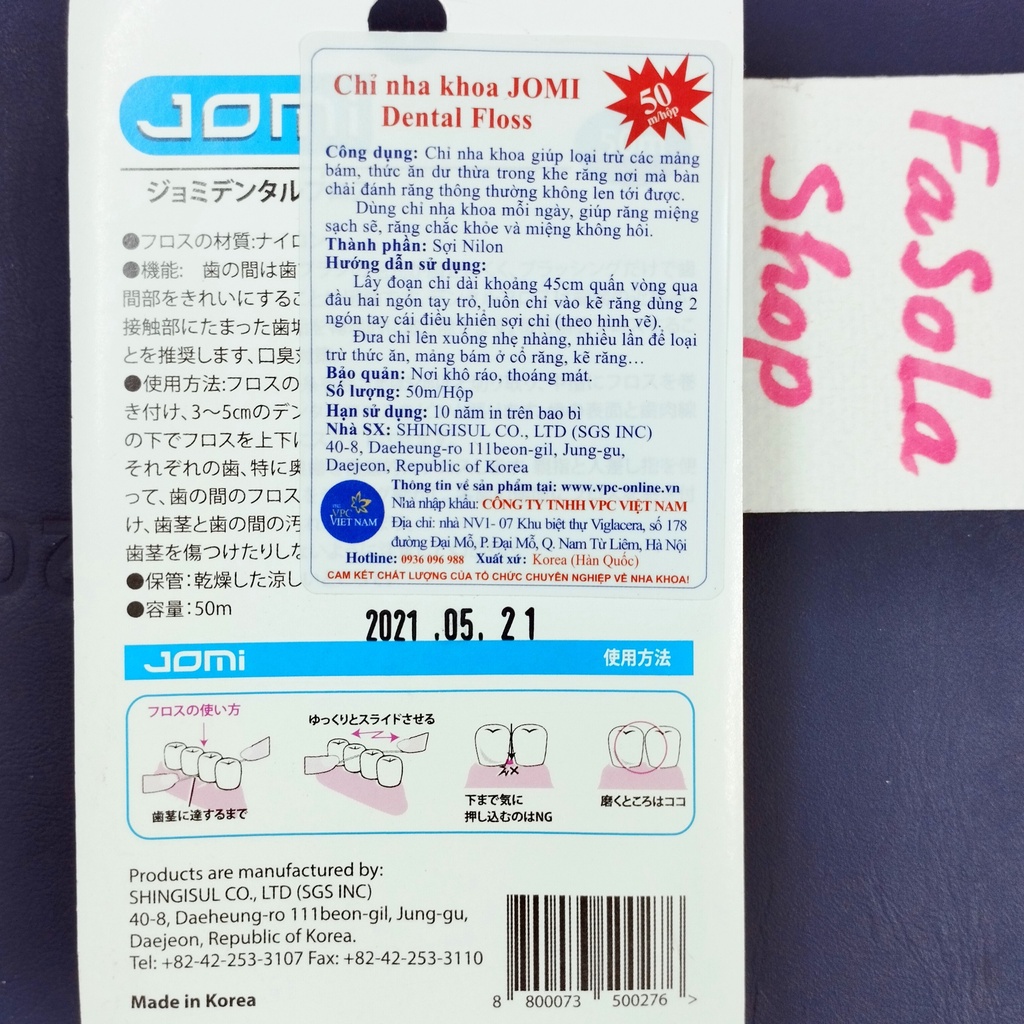 Jomi
ジョミデンタル
●フロスの材質:ナイロ
●機能: 歯の間は歯
間部をきれいにするこ
接触部にたまった歯垢
とを推奨します、口臭
●使用方法:フロスの
き付け、3〜5cmのデン
の下でフロスを上下に
それぞれの歯、特に奥
って、歯の間のフロス
け、歯茎と歯の間の汚
歯茎を傷つけたりしな
●保管:乾燥した涼し
●容量:50m
Chỉ nha khoa JOMI
Dental Floss
50
m/hộp
Công dụng: Chỉ nha khoa giúp loại trừ các mảng
bám, thức ăn dư thừa trong khe răng nơi mà bàn
chải đánh răng thông thường không len tới được.
Dùng chỉ nha khoa mỗi ngày, giúp răng miệng
sạch sẽ, răng chắc khỏe và miệng không hôi.
Thành phần: Sợi Nilon
Hướng dẫn sử dụng:
Lấy đoạn chỉ dài khoảng 45cm quấn vòng qua
đầu hai ngón tay trỏ, luồn chỉ vào kẽ răng dùng 2
ngón tay cái điều khiển sợi chỉ (theo hình vẽ).
Đưa chỉ lên xuống nhẹ nhàng, nhiều lần để loại
trừ thức ăn, mảng bám ở cổ răng, kẽ răng…
Bảo quản: Nơi khô ráo, thoáng mát.
Số lượng: 50m/Hộp
Hạn sử dụng: 10 năm in trên bao bì
Nhà SX: SHINGISUL CO., LTD (SGS INC)
40-8, Daeheung-ro 111beon-gil, Jung-gu,
Daejeon, Republic of Korea
VPC
VIỆT NAM
Thông tin về sản phẩm tại: www.vpc-online.vn
Nhà nhập khẩu: CÔNG TY TNHH VPC VIỆT NAM
Địa chỉ: nhà NV1- 07 Khu biệt thự Viglacera, số 178
đường Đại Mỗ, P. Đại Mỗ, Q. Nam Từ Liêm, Hà Nội
Hotline: 0936 096 988 Xuất xứ: Korea (Hàn Quốc)
CAM KẾT CHẤT LƯỢNG CỦA TỔ CHỨC CHUYÊN NGHIỆP VỀ NHA KHOA!
FaSoLa
Shop
2021 .05. 21
Jomi 使用方法
フロスの使い方
歯茎に達するまで
ゆっくりとスライドさせる
下まで気に
押し込むのはNG
磨くところはココ
Products are manufactured by:
SHINGISUL CO., LTD (SGS INC)
40-8, Daeheung-ro 111beon-gil, Jung-gu,
Daejeon, Republic of Korea.
Tel: +82-42-253-3107 Fax: +82-42-253-3110
Made in Korea
8 800073 500276 >